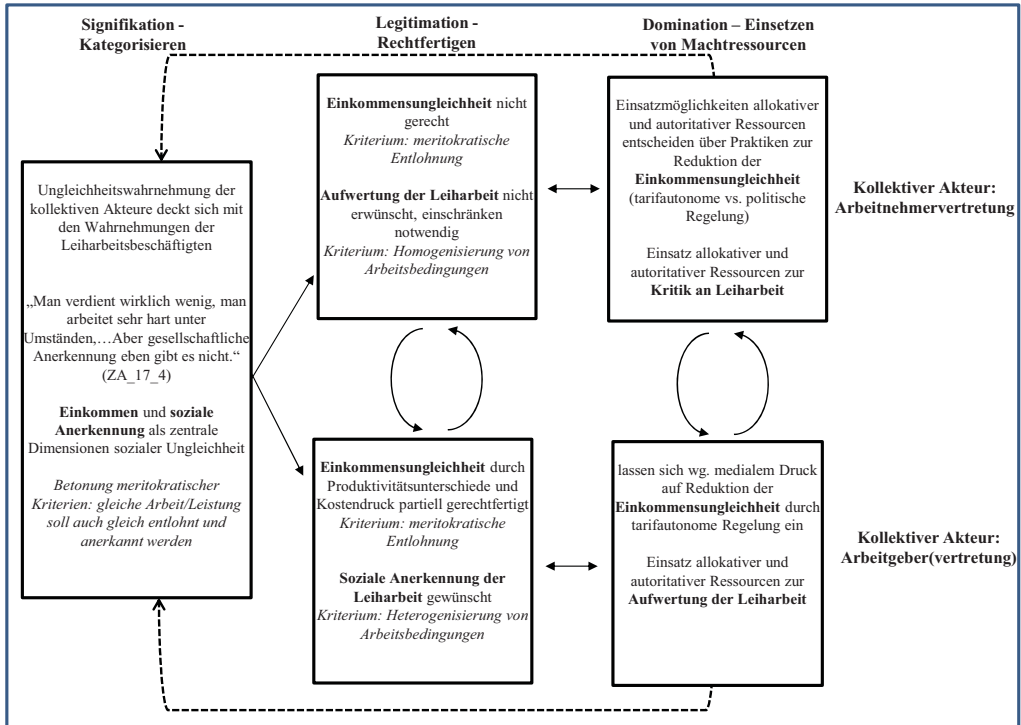 Signifikation -
Kategorisieren
Legitimation -
Rechtfertigen
Domination – Einsetzen
von Machtressourcen
Ungleichheitswahrnehmung der
kollektiven Akteure deckt sich mit
den Wahrnehmungen der
Leiharbeitsbeschäftigten
„Man verdient wirklich wenig, man
arbeitet sehr hart unter
Umständen,…Aber gesellschaftliche
Anerkennung eben gibt es nicht.“
(ZA_17_4)
Einkommen und soziale
Anerkennung als zentrale
Dimensionen sozialer Ungleichheit
Betonung meritokratischer
Kriterien: gleiche Arbeit/Leistung
soll auch gleich entlohnt und
anerkannt werden
Einkommensungleichheit nicht
gerecht
Kriterium: meritokratische
Entlohnung
Aufwertung der Leiharbeit nicht
erwünscht, einschränken
notwendig
Kriterium: Homogenisierung von
Arbeitsbedingungen
Einsatzmöglichkeiten allokativer
und autoritativer Ressourcen
entscheiden über Praktiken zur
Reduktion der
Einkommensungleichheit
(tarifautonome vs. politische
Regelung)
Einsatz allokativer und
autoritativer Ressourcen zur
Kritik an Leiharbeit
Kollektiver Akteur:
Arbeitnehmervertretung
Einkommensungleichheit durch
Produktivitätsunterschiede und
Kostendruck partiell gerechtfertigt
Kriterium: meritokratische
Entlohnung
Soziale Anerkennung der
Leiharbeit gewünscht
Kriterium: Heterogenisierung von
Arbeitsbedingungen
lassen sich wg. medialem Druck
auf Reduktion der
Einkommensungleichheit durch
tarifautonome Regelung ein
Einsatz allokativer und
autoritativer Ressourcen zur
Aufwertung der Leiharbeit
Kollektiver Akteur:
Arbeitgeber(vertretung)